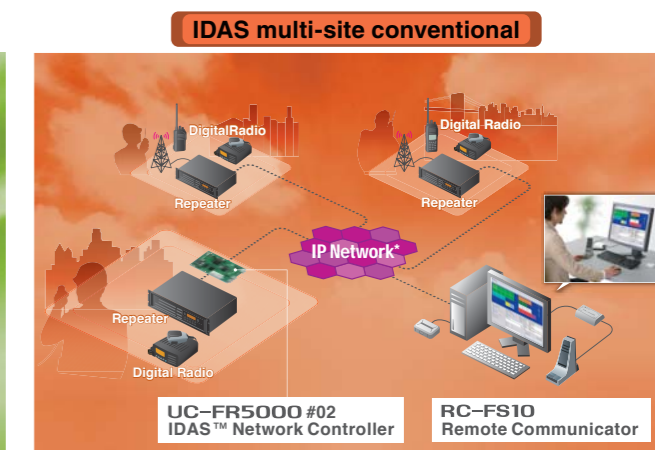 IDAS multi-site conventional
DigitalRadio
Repeater
Digital Radio
Repeater
IP Network*
Repeater
Digital Radio
UC-FR5000 #02
IDAS™ Network Controller
RC-FS10
Remote Communicator